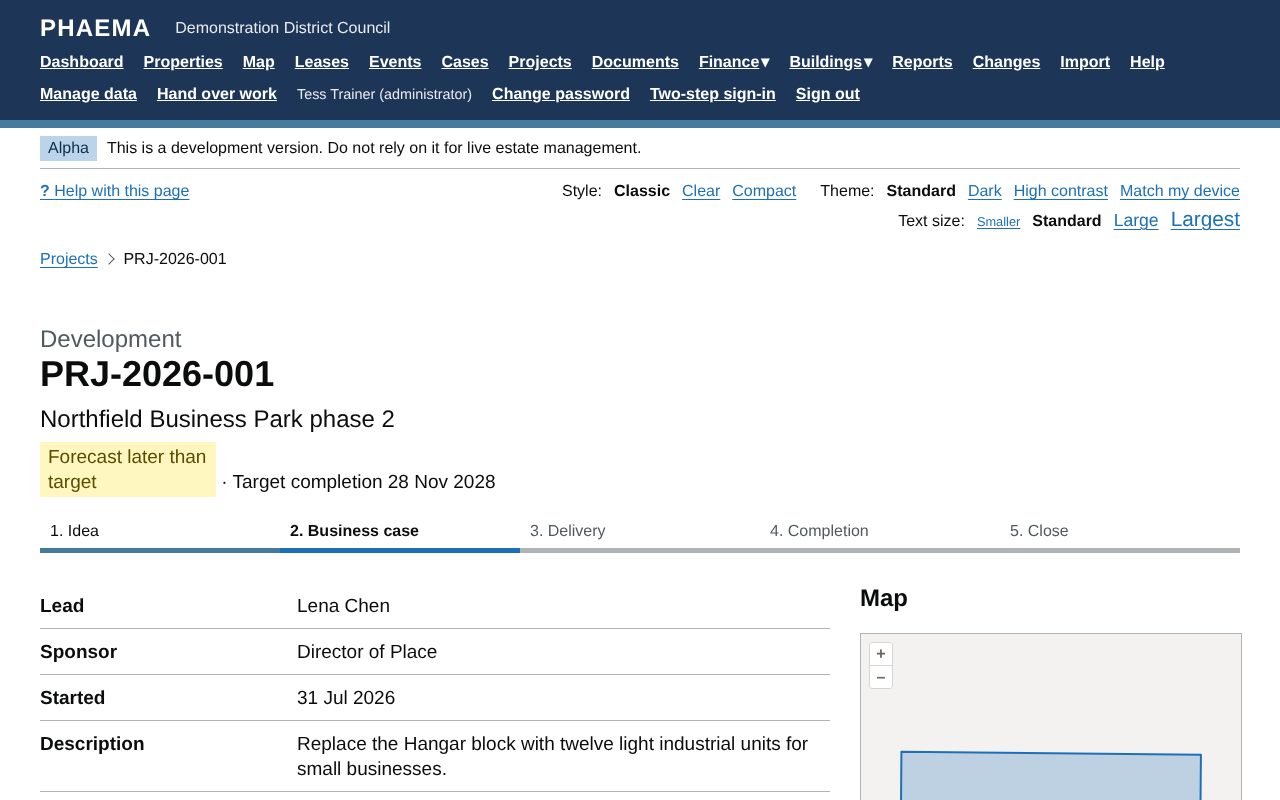 PHAEMA Demonstration District Council
Dashboard Properties Map Leases Events Cases Projects Documents Finance▾ Buildings▾ Reports Changes Import Help
Manage data Hand over work Tess Trainer (administrator) Change password Two-step sign-in Sign out
Alpha This is a development version. Do not rely on it for live estate management.
? Help with this page Style: Classic Clear Compact Theme: Standard Dark High contrast Match my device
Text size: Smaller Standard Large Largest
Projects > PRJ-2026-001
Development
PRJ-2026-001
Northfield Business Park phase 2
Forecast later than
target · Target completion 28 Nov 2028
1. Idea 2. Business case 3. Delivery 4. Completion 5. Close
Lead Lena Chen
Map
Sponsor Director of Place
+
−
Started 31 Jul 2026
Description Replace the Hangar block with twelve light industrial units for
small businesses.